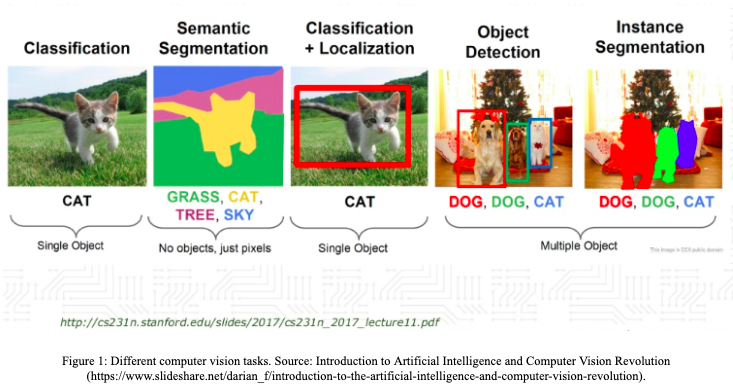 Classification
Semantic
Segmentation
Classification
+ Localization
Object
Detection
Instance
Segmentation
CAT
GRASS, CAT,
TREE, SKY
CAT
DOG, DOG, CAT
DOG, DOG, CAT
Single Object
No objects, just pixels
Single Object
Multiple Object
This image is CC0 public domain
http://cs231n.stanford.edu/slides/2017/cs231n_2017_lecture11.pdf
Figure 1: Different computer vision tasks. Source: Introduction to Artificial Intelligence and Computer Vision Revolution
(https://www.slideshare.net/darian_f/introduction-to-the-artificial-intelligence-and-computer-vision-revolution).